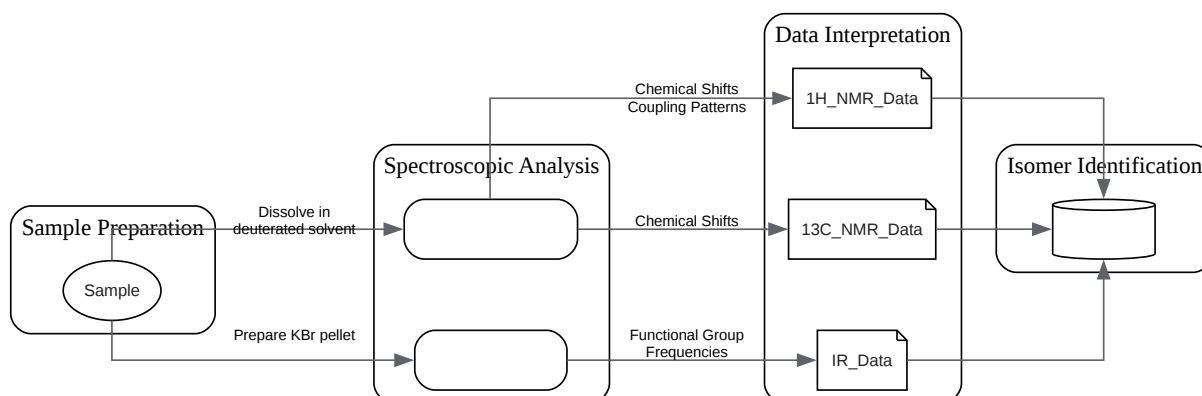 Sample Preparation
Sample
Dissolve in
deuterated solvent
Prepare KBr pellet
Spectroscopic Analysis
Chemical Shifts
Coupling Patterns
Chemical Shifts
Functional Group
Frequencies
Data Interpretation
1H_NMR_Data
13C_NMR_Data
IR_Data
Isomer Identification